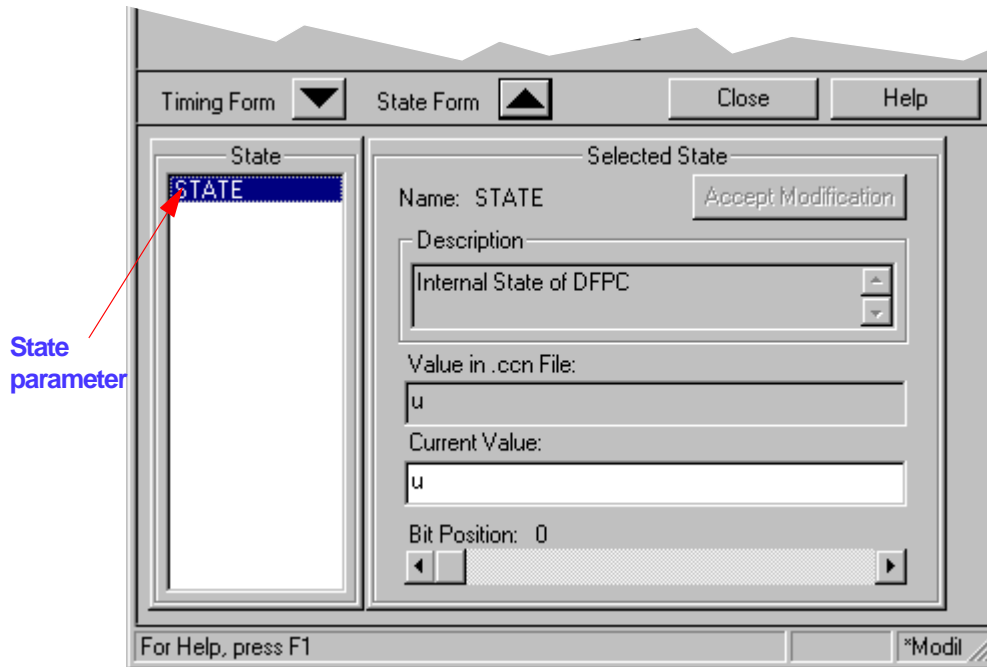 Timing Form
State Form
Close
Help
State
STATE
Selected State
Name: STATE
Accept Modification
Description
Internal State of DFPC
Value in .ccn File:
u
Current Value:
u
Bit Position: 0
State
parameter
For Help, press F1
*Modil